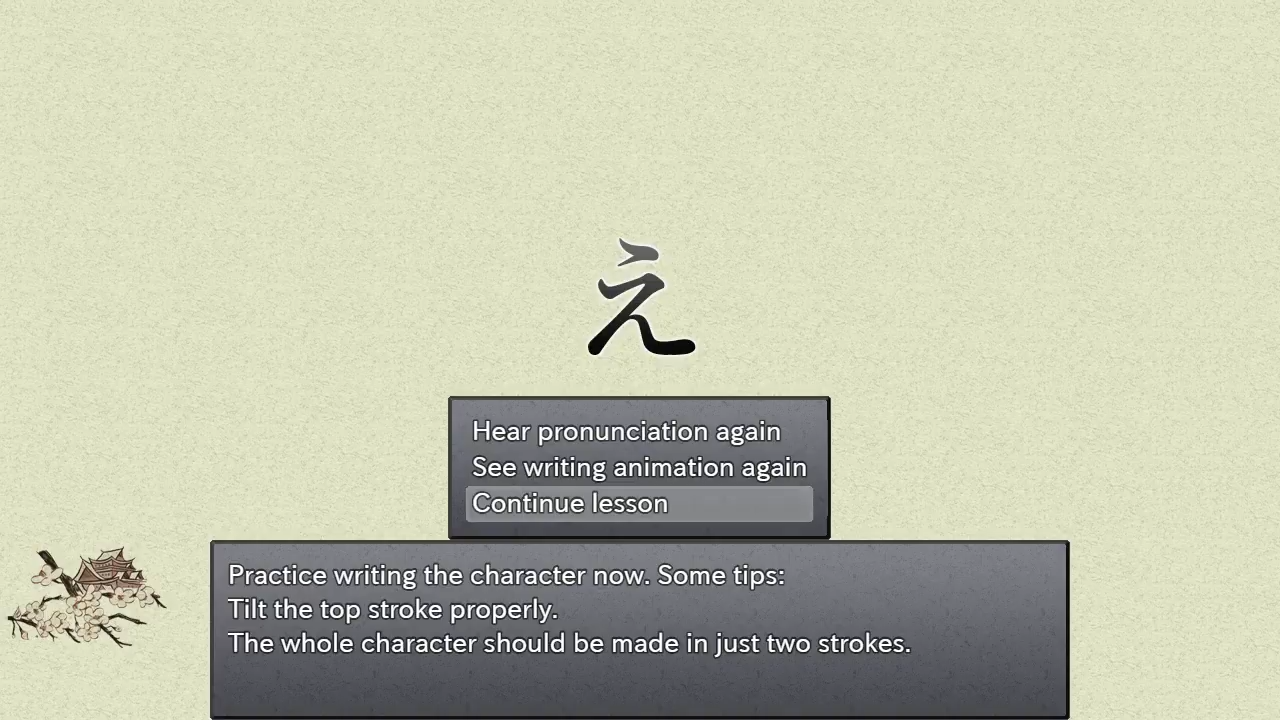 え
Hear pronunciation again
See writing animation again
Continue lesson
Practice writing the character now. Some tips:
Tilt the top stroke properly.
The whole character should be made in just two strokes.